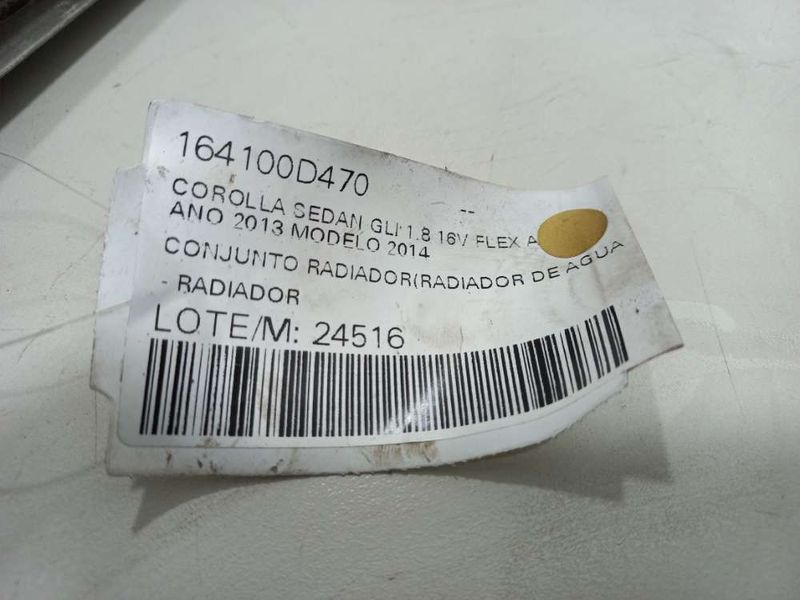 164100D470
--
COROLLA SEDAN GLI 1.8 16V FLEX A
ANO 2013 MODELO 2014
CONJUNTO RADIADOR(RADIADOR DE AGUA
- RADIADOR
LOTE/M: 24516